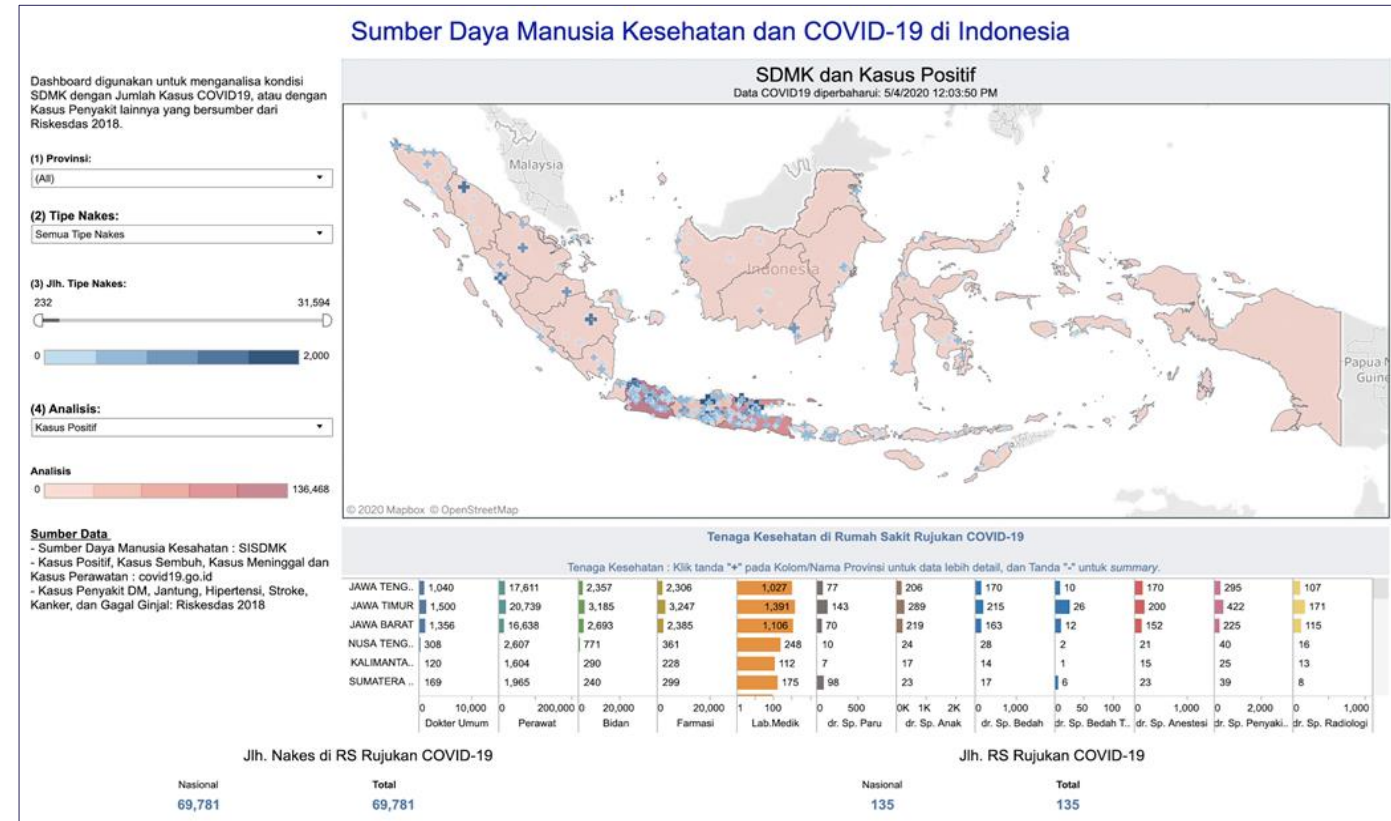 Sumber Daya Manusia Kesehatan dan COVID-19 di Indonesia
Dashboard digunakan untuk menganalisa kondisi
SDMK dengan Jumlah Kasus COVID19, atau dengan
Kasus Penyakit lainnya yang bersumber dari
Riskesdas 2018.
(1) Provinsi:
(All)
(2) Tipe Nakes:
Semua Tipe Nakes
(3) Jlh. Tipe Nakes:
232 31,594
0 2,000
(4) Analisis:
Kasus Positif
Analisis
0 136,468
Sumber Data
- Sumber Daya Manusia Kesahatan : SISDMK
- Kasus Positif, Kasus Sembuh, Kasus Meninggal dan
Kasus Perawatan : covid19.go.id
- Kasus Penyakit DM, Jantung, Hipertensi, Stroke,
Kanker, dan Gagal Ginjal: Riskesdas 2018
SDMK dan Kasus Positif
Data COVID19 diperbaharui: 5/4/2020 12:03:50 PM
Malaysia
Indonesia
Papua N
Guine
© 2020 Mapbox © OpenStreetMap
Tenaga Kesehatan di Rumah Sakit Rujukan COVID-19
Tenaga Kesehatan : Klik tanda "+" pada Kolom/Nama Provinsi untuk data lebih detail, dan Tanda "-" untuk summary.
JAWA TENG.. 1,040 17,611 2,357 2,306 1,027 77 206 170 10 170 295 107
JAWA TIMUR 1,500 20,739 3,185 3,247 1,391 143 289 215 26 200 422 171
JAWA BARAT 1,356 16,638 2,693 2,385 1,106 70 219 163 12 152 225 115
NUSA TENG.. 308 2,607 771 361 248 10 24 28 2 21 40 16
KALIMANTA.. 120 1,604 290 228 112 7 17 14 1 15 25 13
SUMATERA .. 169 1,965 240 299 175 98 23 17 6 23 39 8
0 10,000 0 200,000 0 20,000 0 20,000 1 100 0 500 0K 1K 2K 0 1,000 0 50 100 0 1,000 0 2,000 0 1,000
Dokter Umum Perawat Bidan Farmasi Lab.Medik dr. Sp. Paru dr. Sp. Anak dr. Sp. Bedah dr. Sp. Bedah T.. dr. Sp. Anestesi dr. Sp. Penyaki.. dr. Sp. Radiologi
Jlh. Nakes di RS Rujukan COVID-19
Nasional Total
69,781 69,781
Jlh. RS Rujukan COVID-19
Nasional Total
135 135